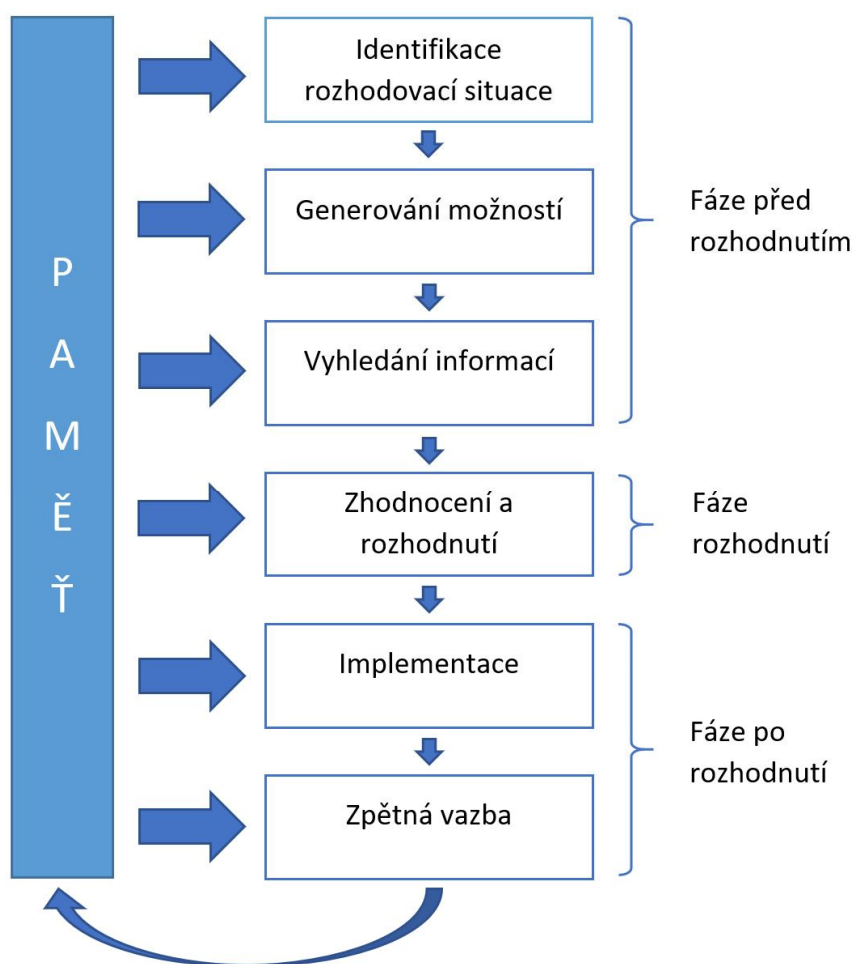 PAMĚŤ
Identifikace
rozhodovací situace
Generování možností
Vyhledání informací
Fáze před
rozhodnutím
Zhodnocení a
rozhodnutí
Fáze
rozhodnutí
Implementace
Zpětná vazba
Fáze po
rozhodnutí